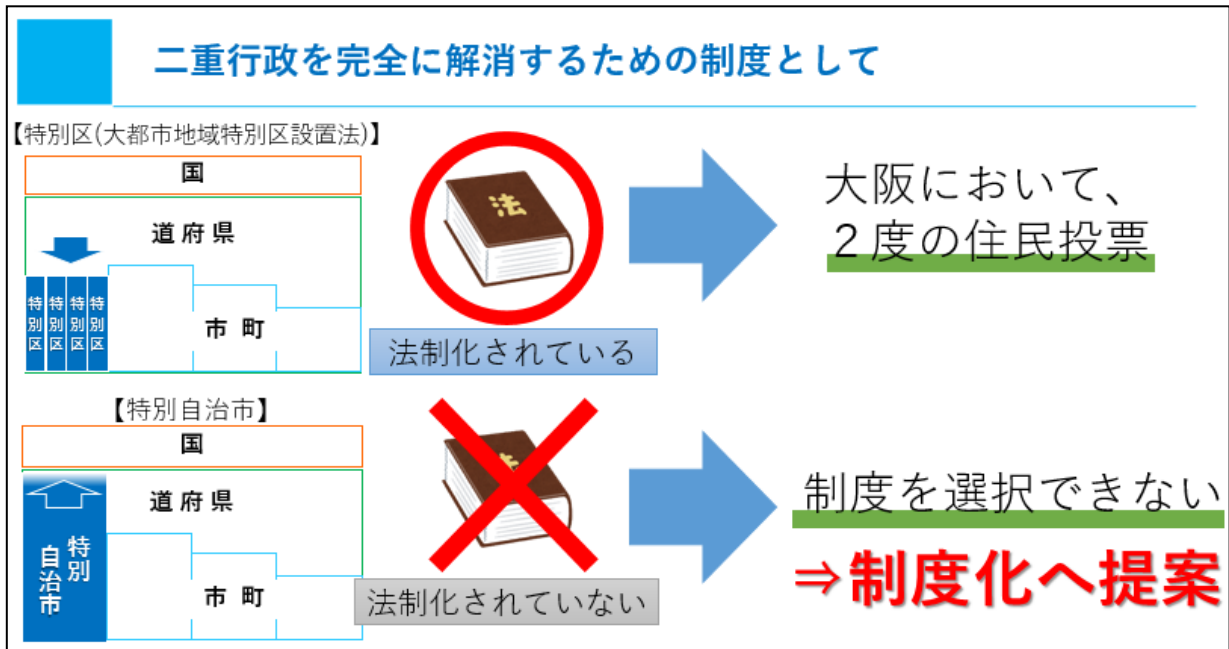 二重行政を完全に解消するための制度として
【特別区(大都市地域特別区設置法)】
国
道府県
特別区
特別区
特別区
特別区
市 町
法
法制化されている
大阪において、
２度の住民投票
【特別自治市】
国
道府県
特別
自治市
市 町
法
法制化されていない
制度を選択できない
⇒制度化へ提案